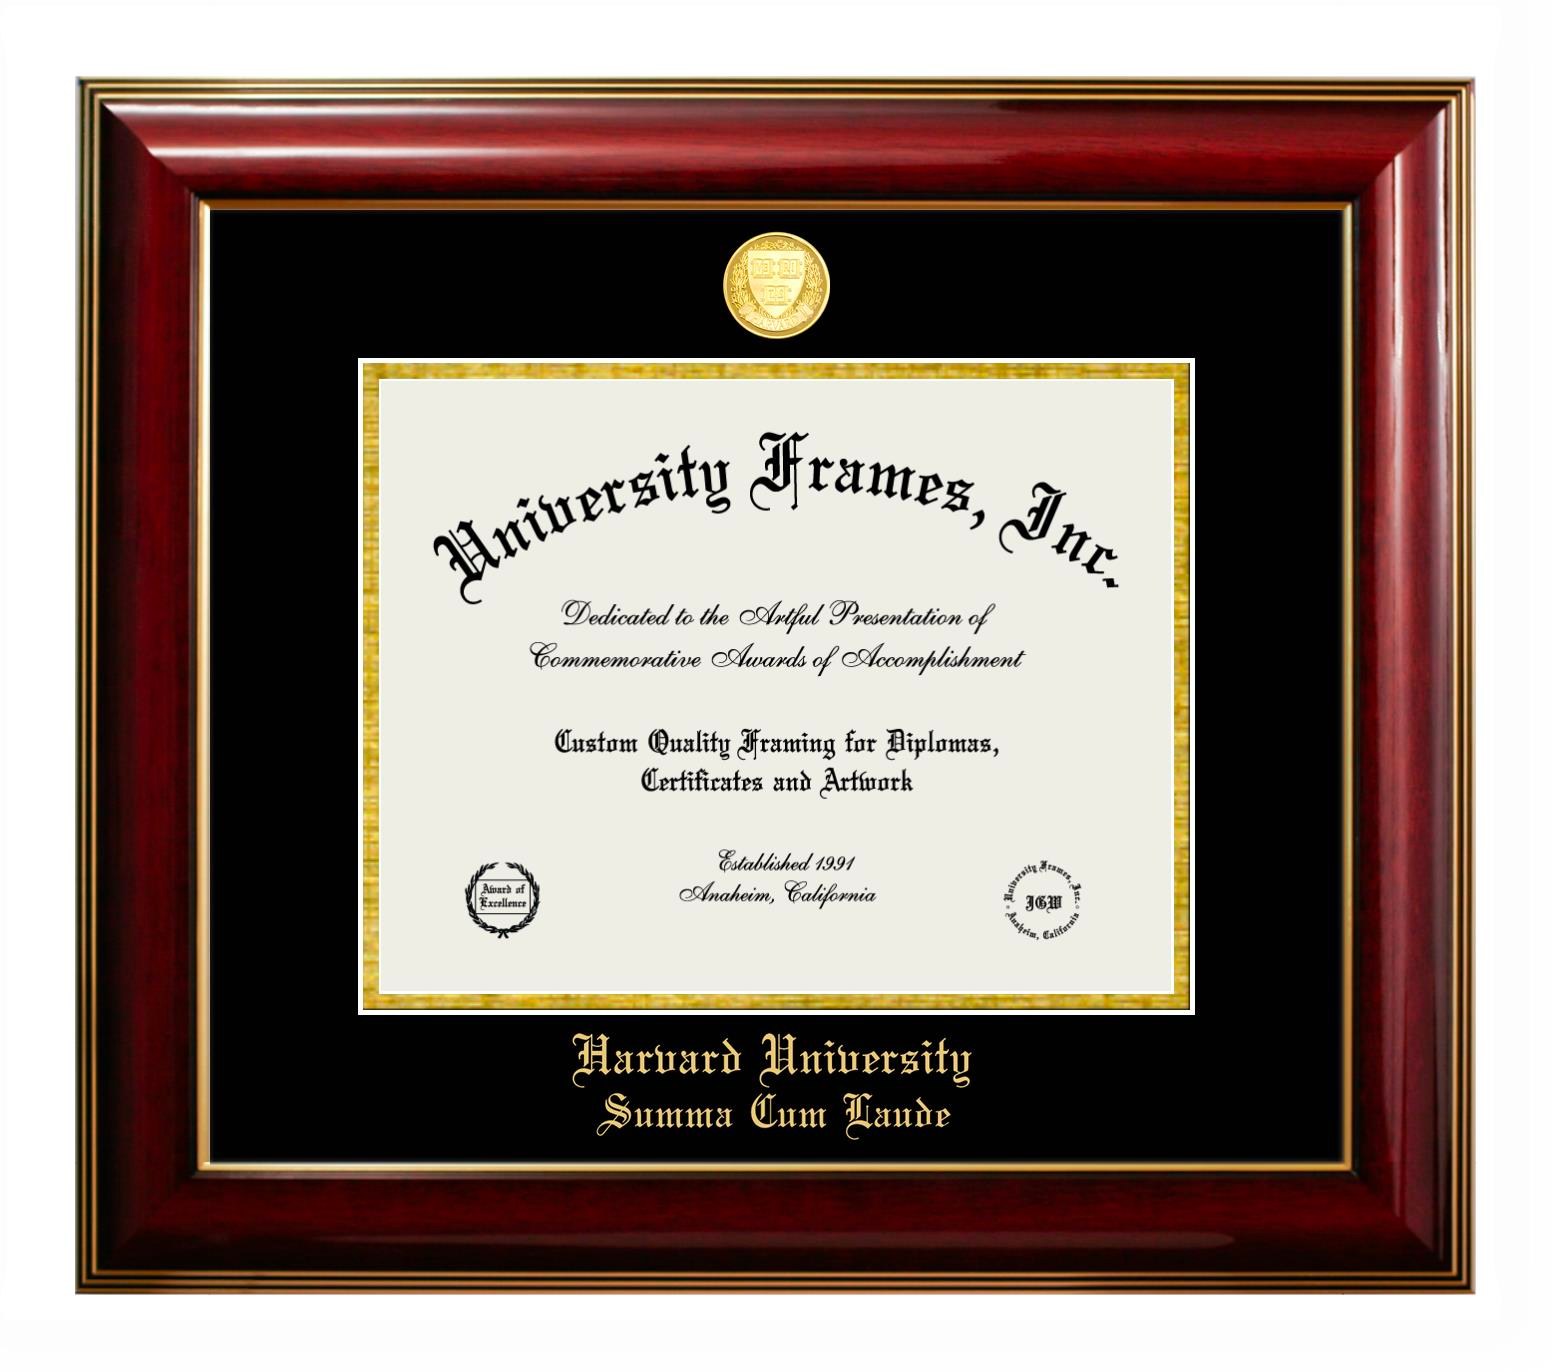 HARVARD
University Frames, Inc.
Dedicated to the Artful Presentation of
Commemorative Awards of Accomplishment
Custom Quality Framing for Diplomas,
Certificates and Artwork
Award of
Excellence
Established 1991
Anaheim, California
University Frames, Inc.
JGW
Anaheim, California
Harvard University
Summa Cum Laude